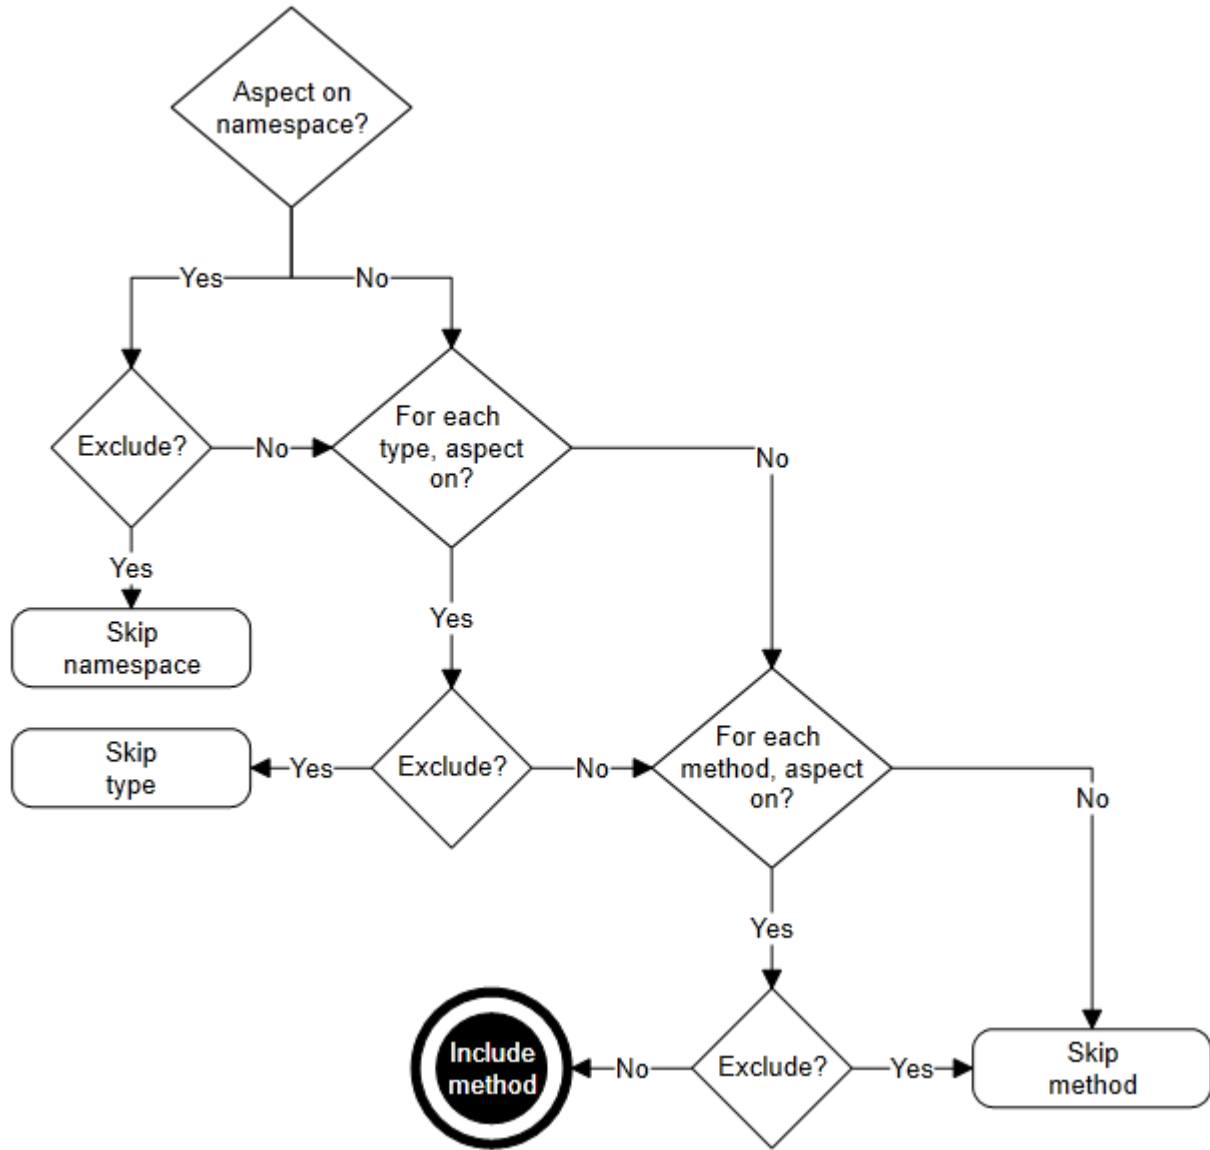 Aspect on
namespace?
Yes
No
For each
type, aspect
on?
Exclude?
No
No
Yes
Yes
Skip
namespace
For each
method, aspect
on?
Skip
type
Yes
Exclude?
No
No
Yes
Include
method
No
Exclude?
Yes
Skip
method